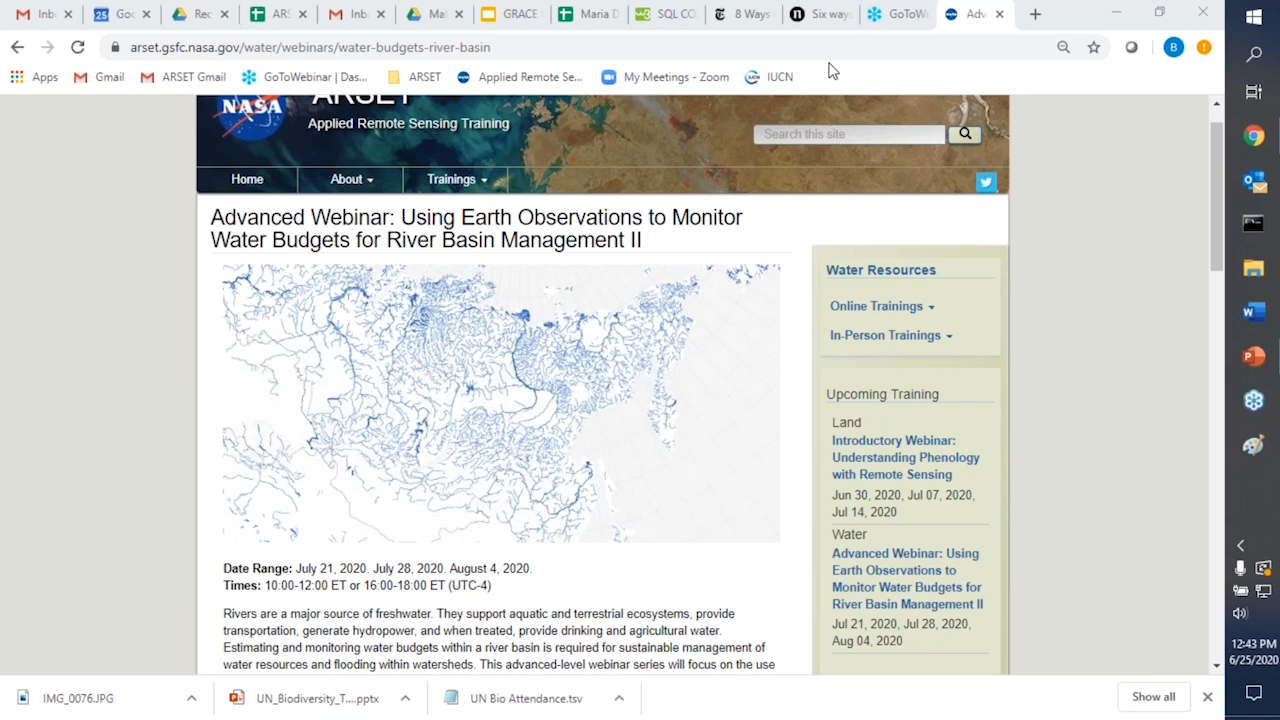 Inb
25 Goo
Rec
ARS
Inb
Mat
GRACE
Maria D
SQL CO
8 Ways
n Six ways
GoToWe
Adv
arset.gsfc.nasa.gov/water/webinars/water-budgets-river-basin
B
Apps
Gmail
ARSET Gmail
GoToWebinar | Das...
ARSET
Applied Remote Se...
My Meetings - Zoom
IUCN
NASA
ARSET
Applied Remote Sensing Training
Search this site
Home
About
Trainings
Advanced Webinar: Using Earth Observations to Monitor
Water Budgets for River Basin Management II
Date Range: July 21, 2020. July 28, 2020. August 4, 2020.
Times: 10:00-12:00 ET or 16:00-18:00 ET (UTC-4)
Rivers are a major source of freshwater. They support aquatic and terrestrial ecosystems, provide
transportation, generate hydropower, and when treated, provide drinking and agricultural water.
Estimating and monitoring water budgets within a river basin is required for sustainable management of
water resources and flooding within watersheds. This advanced-level webinar series will focus on the use
Water Resources
Online Trainings
In-Person Trainings
Upcoming Training
Land
Introductory Webinar:
Understanding Phenology
with Remote Sensing
Jun 30, 2020, Jul 07, 2020,
Jul 14, 2020
Water
Advanced Webinar: Using
Earth Observations to
Monitor Water Budgets for
River Basin Management II
Jul 21, 2020, Jul 28, 2020,
Aug 04, 2020
IMG_0076.JPG
UN_Biodiversity_T....pptx
UN Bio Attendance.tsv
Show all
12:43 PM
6/25/2020